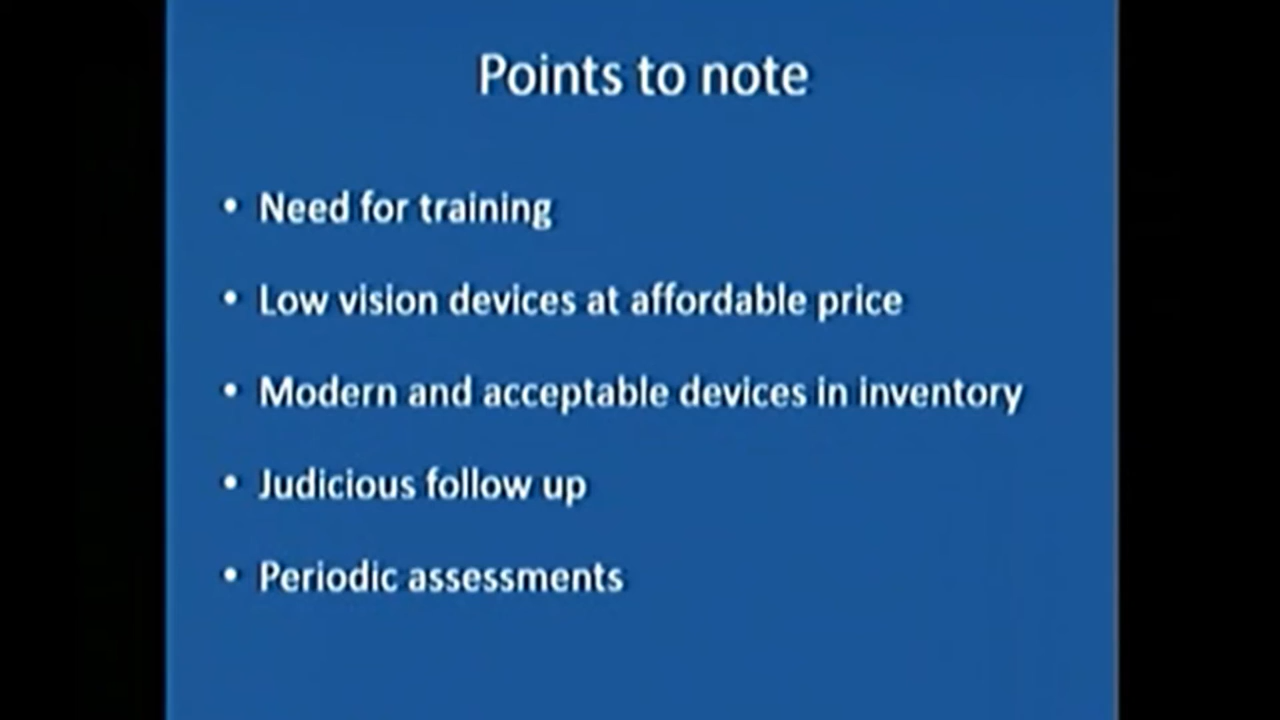 Points to note
• Need for training
• Low vision devices at affordable price
• Modern and acceptable devices in inventory
• Judicious follow up
• Periodic assessments